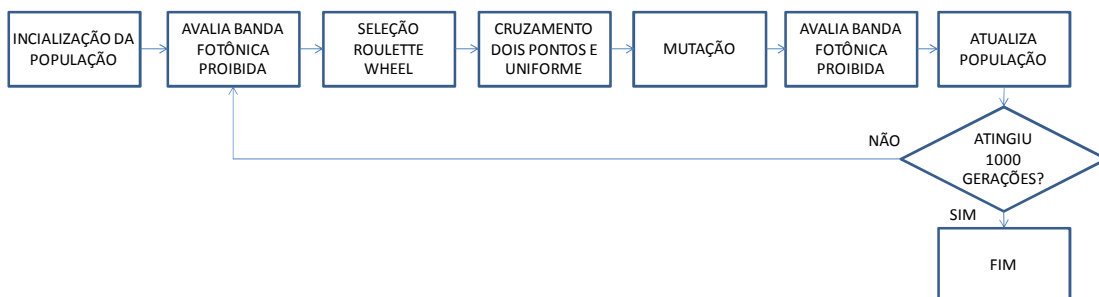 INCIALIZAÇÃO DA
POPULAÇÃO
AVALIA BANDA
FOTÔNICA
PROIBIDA
SELEÇÃO
ROULETTE
WHEEL
CRUZAMENTO
DOIS PONTOS E
UNIFORME
MUTAÇÃO
AVALIA BANDA
FOTÔNICA
PROIBIDA
ATUALIZA
POPULAÇÃO
NÃO
ATINGIU
1000
GERAÇÕES?
SIM
FIM